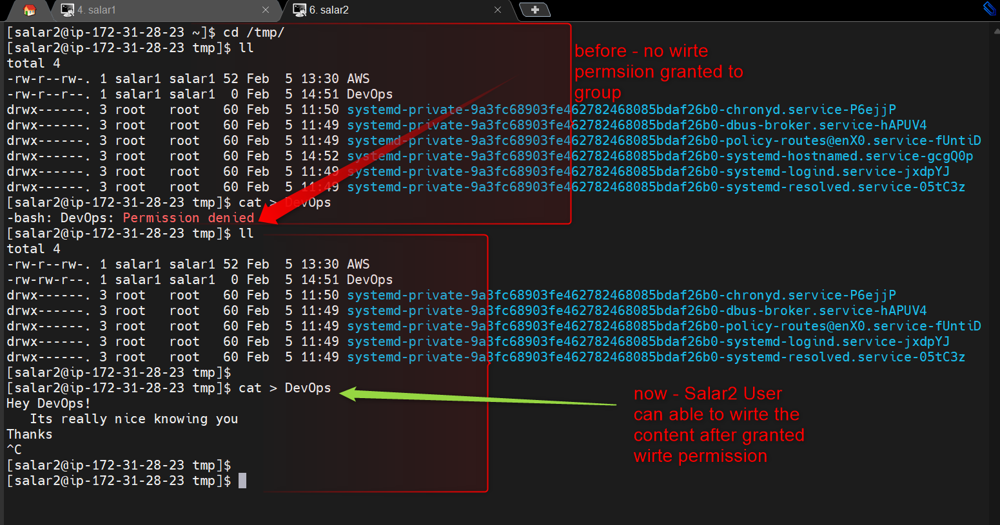 4. salar1
6. salar2
[salar2@ip-172-31-28-23 ~]$ cd /tmp/
[salar2@ip-172-31-28-23 tmp]$ ll
total 4
-rw-r--rw-. 1 salar1 salar1 52 Feb  5 13:30 AWS
-rw-r--r--. 1 salar1 salar1  0 Feb  5 14:51 DevOps
drwx------. 3 root   root   60 Feb  5 11:50 systemd-private-9a3fc68903fe462782468085bdaf26b0-chronyd.service-P6ejjP
drwx------. 3 root   root   60 Feb  5 11:49 systemd-private-9a3fc68903fe462782468085bdaf26b0-dbus-broker.service-hAPUV4
drwx------. 3 root   root   60 Feb  5 11:49 systemd-private-9a3fc68903fe462782468085bdaf26b0-policy-routes@enX0.service-fUntiD
drwx------. 3 root   root   60 Feb  5 14:52 systemd-private-9a3fc68903fe462782468085bdaf26b0-systemd-hostnamed.service-gcgQ0p
drwx------. 3 root   root   60 Feb  5 11:49 systemd-private-9a3fc68903fe462782468085bdaf26b0-systemd-logind.service-jxdpYJ
drwx------. 3 root   root   60 Feb  5 11:49 systemd-private-9a3fc68903fe462782468085bdaf26b0-systemd-resolved.service-05tC3z
[salar2@ip-172-31-28-23 tmp]$ cat > DevOps
-bash: DevOps: Permission denied
before - no wirte
permsiion granted to
group
[salar2@ip-172-31-28-23 tmp]$ ll
total 4
-rw-r--rw-. 1 salar1 salar1 52 Feb  5 13:30 AWS
-rw-rw-r--. 1 salar1 salar1  0 Feb  5 14:51 DevOps
drwx------. 3 root   root   60 Feb  5 11:50 systemd-private-9a3fc68903fe462782468085bdaf26b0-chronyd.service-P6ejjP
drwx------. 3 root   root   60 Feb  5 11:49 systemd-private-9a3fc68903fe462782468085bdaf26b0-dbus-broker.service-hAPUV4
drwx------. 3 root   root   60 Feb  5 11:49 systemd-private-9a3fc68903fe462782468085bdaf26b0-policy-routes@enX0.service-fUntiD
drwx------. 3 root   root   60 Feb  5 11:49 systemd-private-9a3fc68903fe462782468085bdaf26b0-systemd-logind.service-jxdpYJ
drwx------. 3 root   root   60 Feb  5 11:49 systemd-private-9a3fc68903fe462782468085bdaf26b0-systemd-resolved.service-05tC3z
[salar2@ip-172-31-28-23 tmp]$
[salar2@ip-172-31-28-23 tmp]$ cat > DevOps
Hey DevOps!
   Its really nice knowing you
Thanks
^C
[salar2@ip-172-31-28-23 tmp]$
[salar2@ip-172-31-28-23 tmp]$
now - Salar2 User
can able to wirte the
content after granted
wirte permission